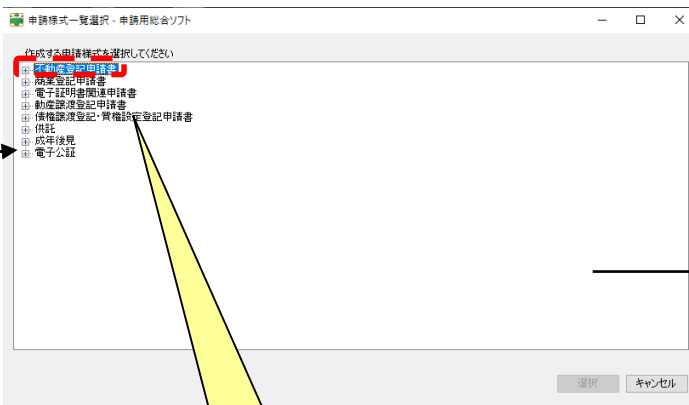 申請様式一覧選択 - 申請用総合ソフト
作成する申請様式を選択してください
不動産登記申請書
商業登記申請書
電子証明書関連申請書
動産譲渡登記申請書
債権譲渡登記・質権設定登記申請書
供託
成年後見
電子公証
選択
キャンセル